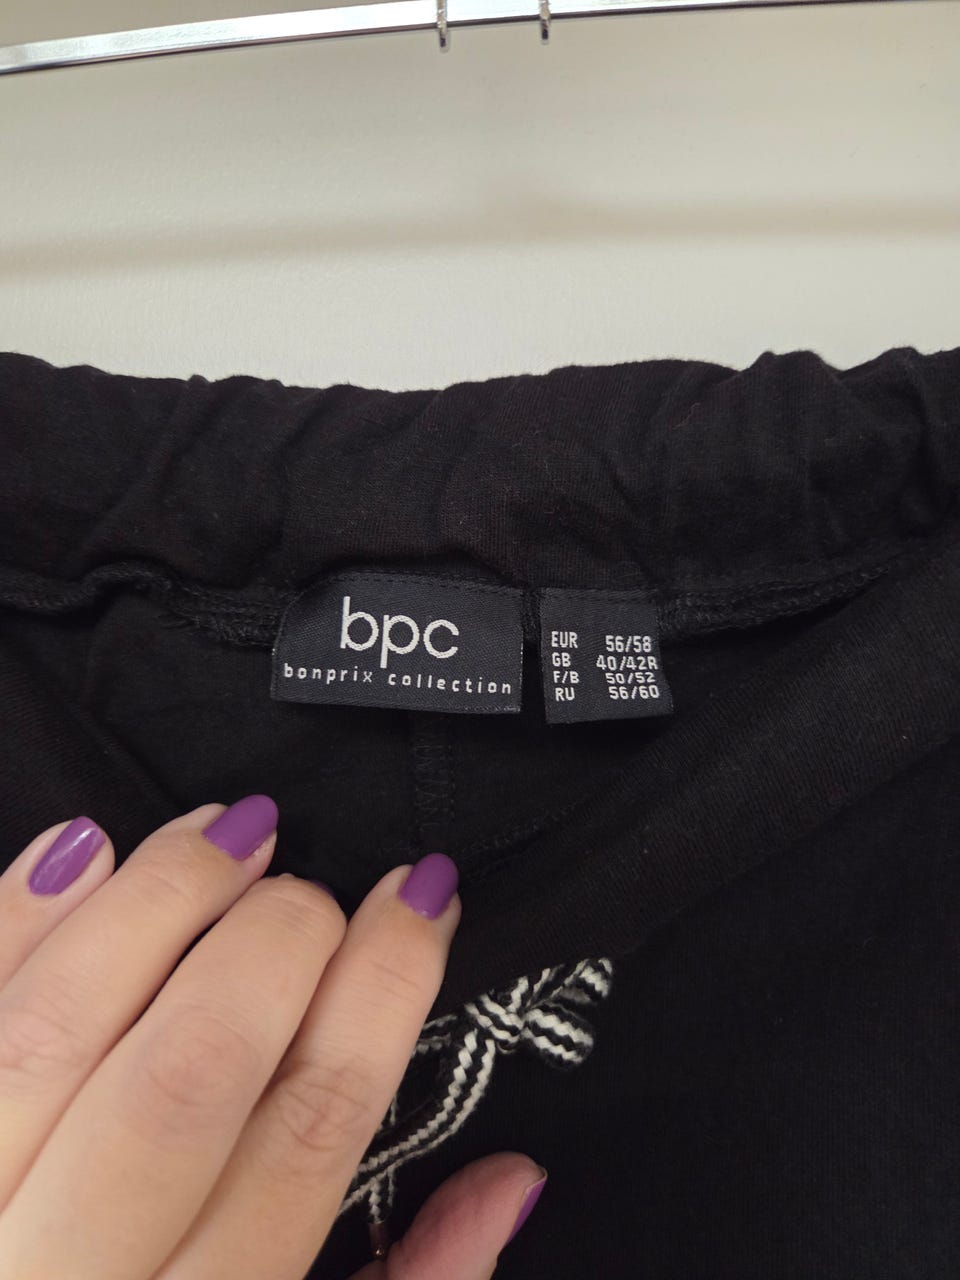 bpc
bonprix collection
EUR 56/58
GB 40/42R
F/B 50/52
RU 56/60